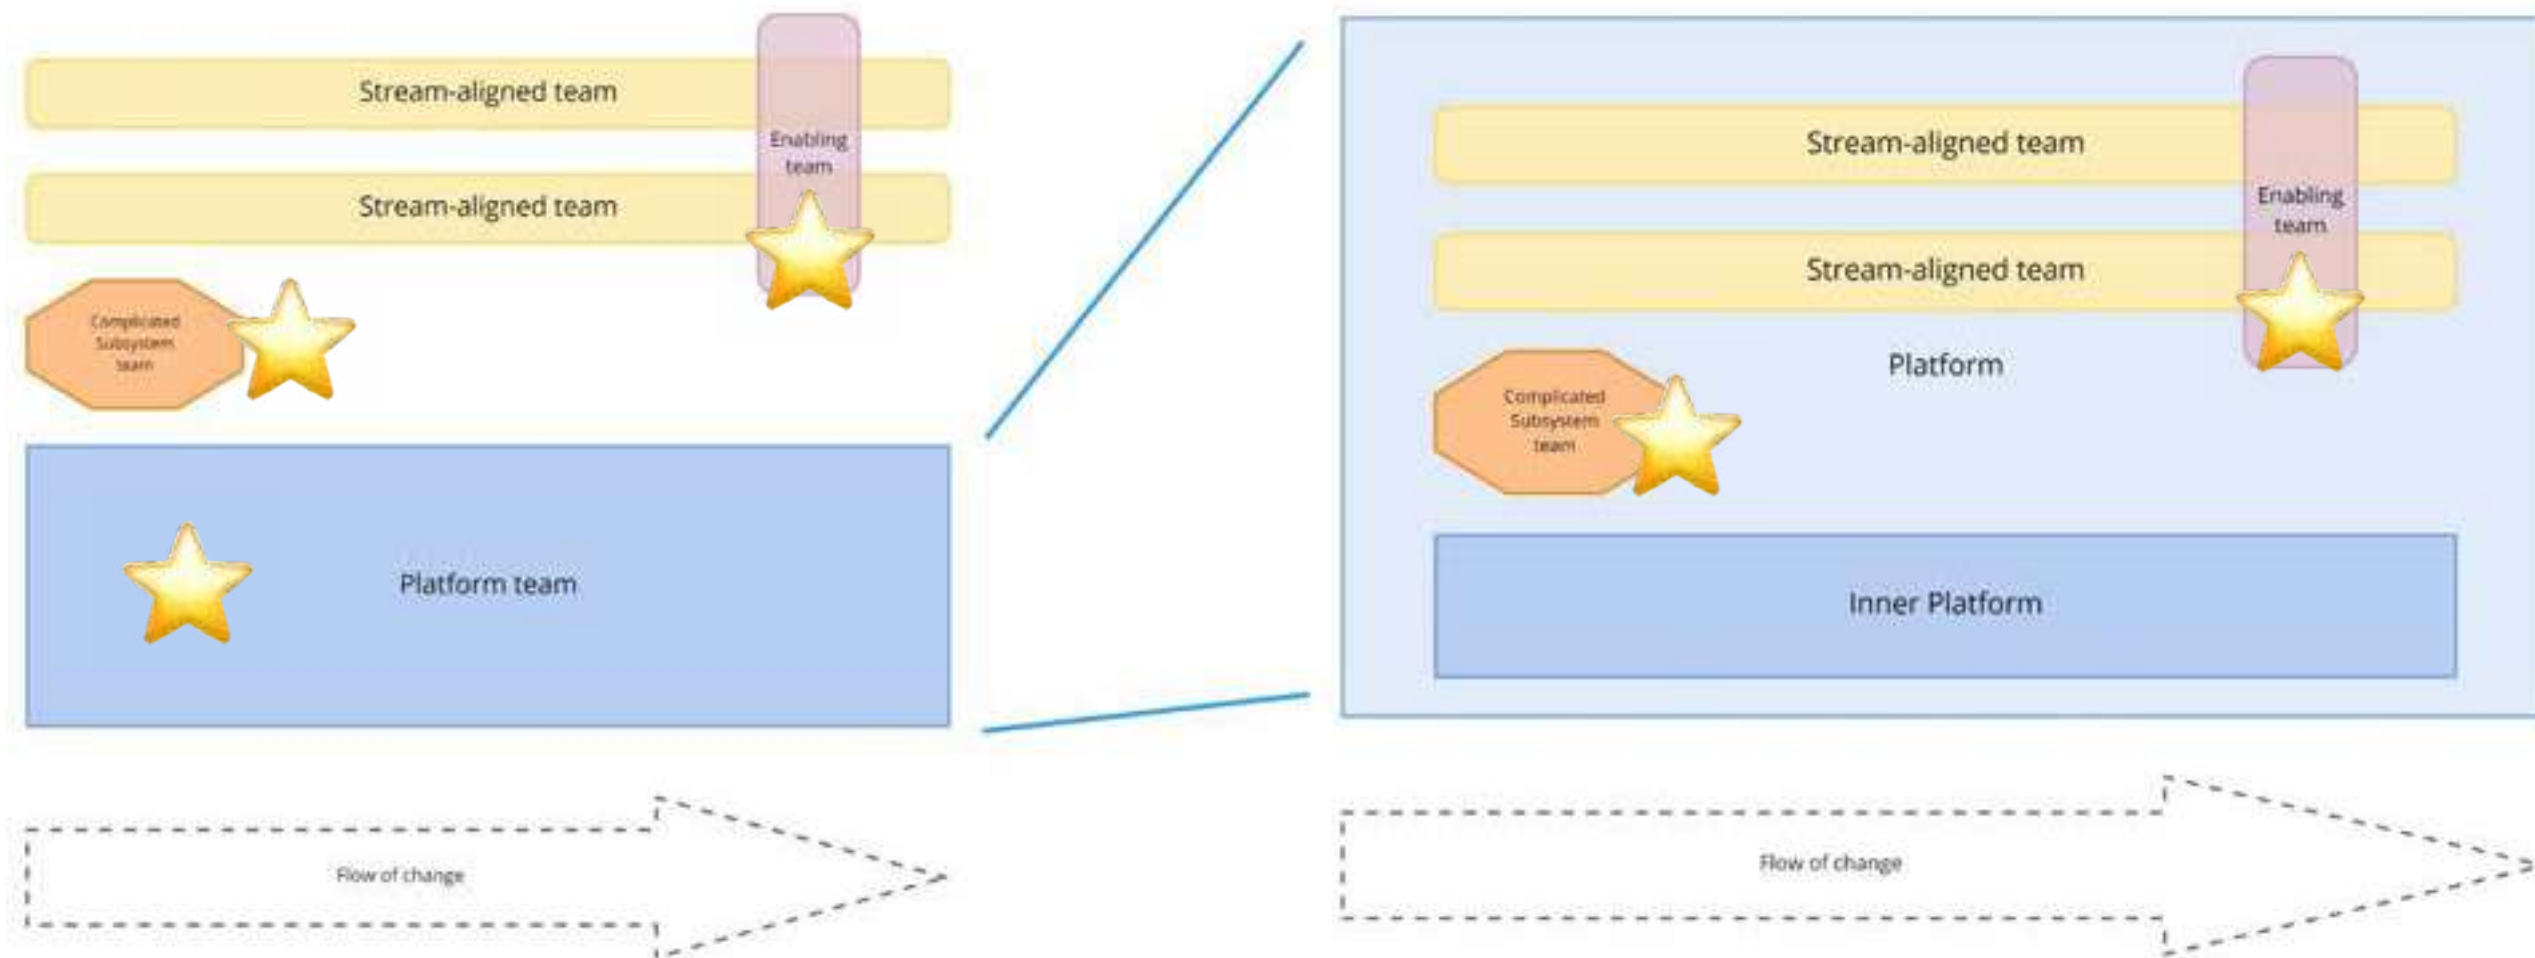 Stream-aligned team
Enabling
team
Stream-aligned team
Complicated
Subsystem
team
Platform team
Flow of change
Stream-aligned team
Enabling
team
Stream-aligned team
Platform
Complicated
Subsystem
team
Inner Platform
Flow of change